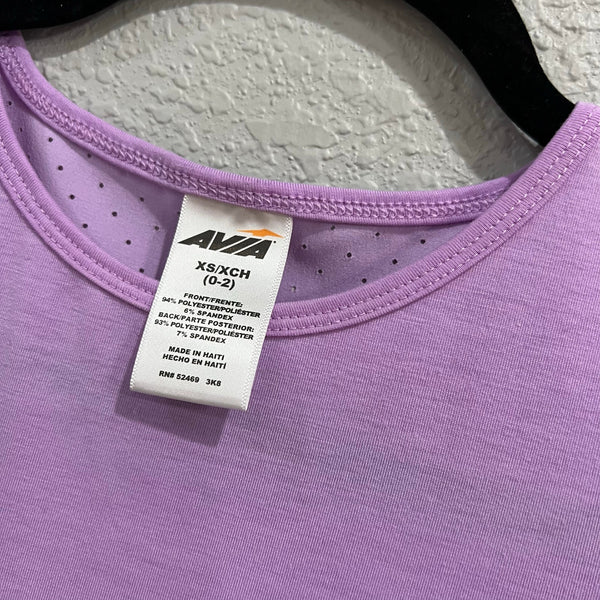 AVIA
XS/XCH
(0-2)
FRONT/FRENTE:
94% POLYESTER/POLIÉSTER
6% SPANDEX
BACK/PARTE POSTERIOR:
93% POLYESTER/POLIÉSTER
7% SPANDEX
MADE IN HAITI
HECHO EN HAITÍ
RN# 52469 3K8